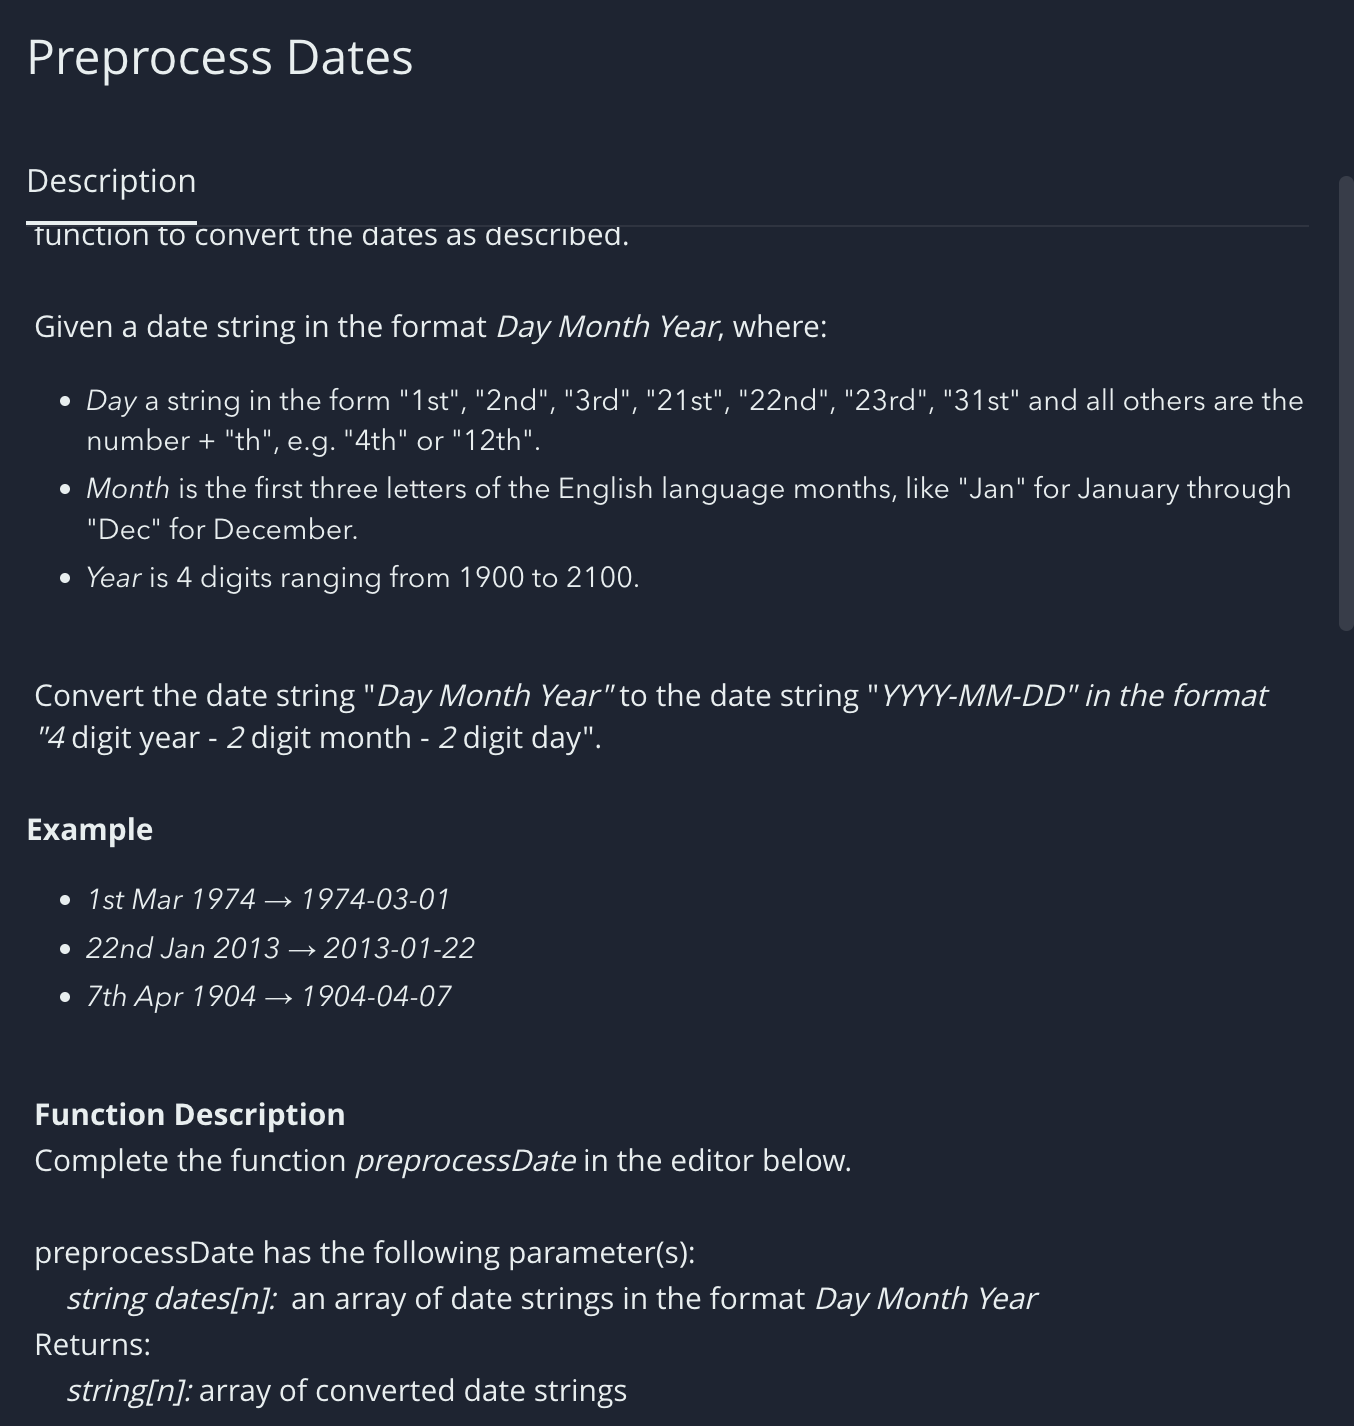 Preprocess Dates
Description
function to convert the dates as described.
Given a date string in the format Day Month Year, where:
• Day a string in the form "1st", "2nd", "3rd", "21st", "22nd", "23rd", "31st" and all others are the
number + "th", e.g. "4th" or "12th".
• Month is the first three letters of the English language months, like "Jan" for January through
"Dec" for December.
• Year is 4 digits ranging from 1900 to 2100.
Convert the date string "Day Month Year" to the date string "YYYY-MM-DD" in the format
"4 digit year - 2 digit month - 2 digit day".
Example
• 1st Mar 1974 → 1974-03-01
• 22nd Jan 2013 → 2013-01-22
• 7th Apr 1904 → 1904-04-07
Function Description
Complete the function preprocessDate in the editor below.
preprocessDate has the following parameter(s):
string dates[n]: an array of date strings in the format Day Month Year
Returns:
string[n]: array of converted date strings